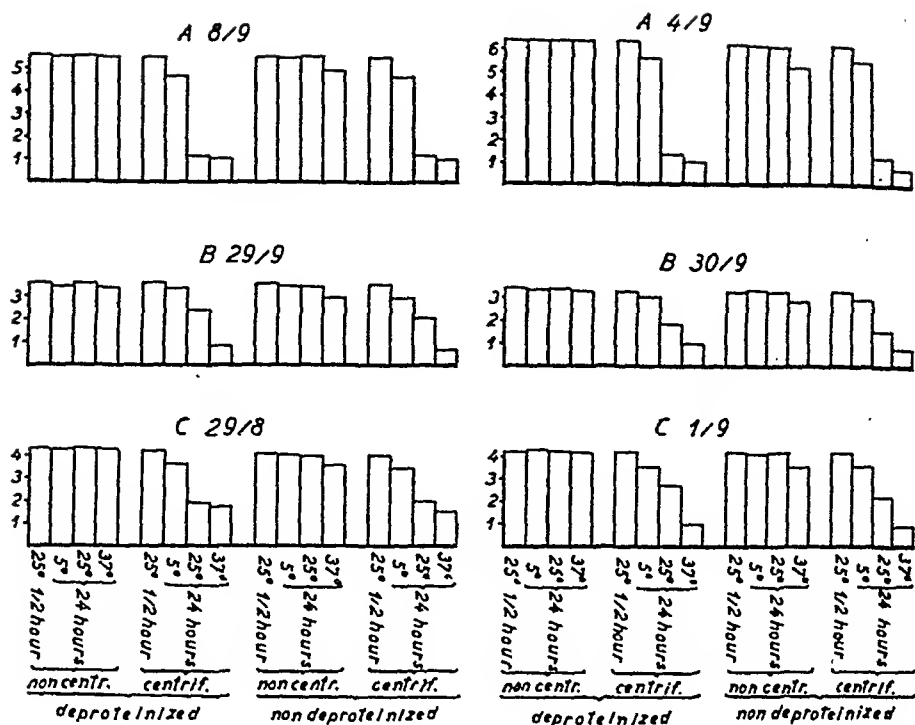 A 8/9
5
4
3
2
1
A 4/9
6
5
4
3
2
1
B 29/9
3
2
1
B 30/9
3
2
1
C 29/8
4
3
2
1
C 1/9
4
3
2
1
25° 5° 25° 37° 25° 5° 25° 37° 25° 5° 25° 37° 25° 5° 25° 37°
1/2 hour 24 hours 1/2 hour 24 hours 1/2 hour 24 hours 1/2 hour 24 hours
non centr. centrif. non centr. centrif.
deproteinized non deproteinized
25° 5° 25° 37° 25° 5° 25° 37° 25° 5° 25° 37° 25° 5° 25° 37°
1/2 hour 24 hours 1/2 hour 24 hours 1/2 hour 24 hours 1/2 hour 24 hours
non centr. centrif. non centr. centrif.
deproteinized non deproteinized